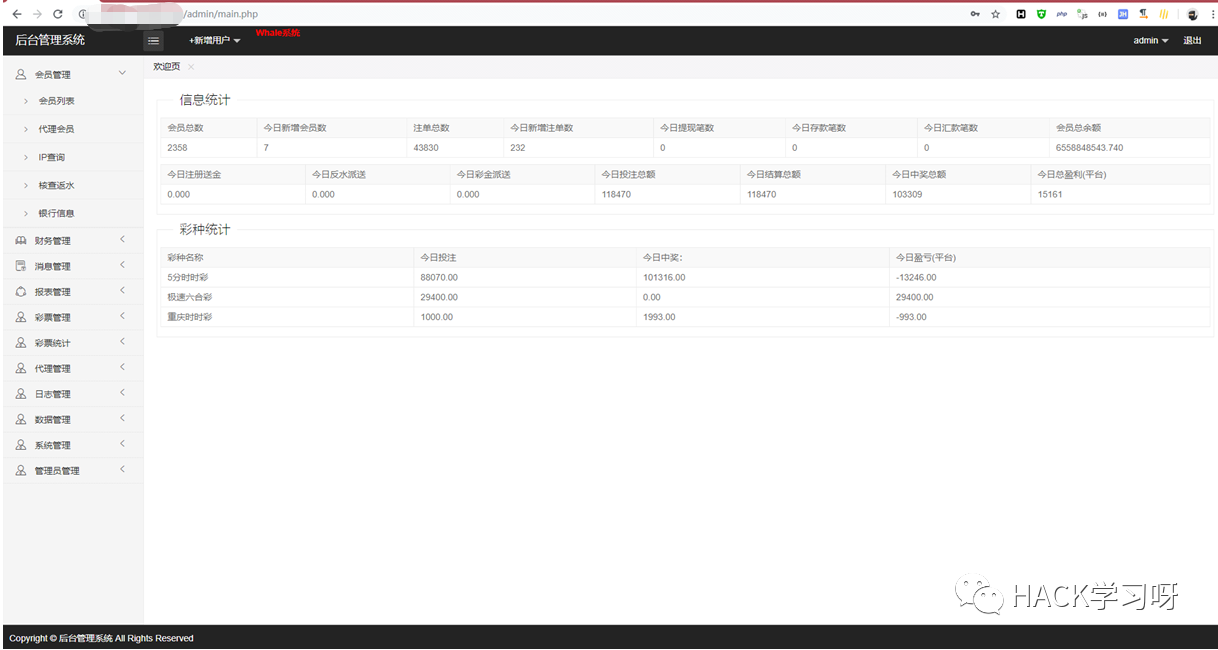 /admin/main.php
后台管理系统 +新增用户 Whale系统 admin 退出
会员管理
会员列表
代理会员
IP查询
核查返水
银行信息
财务管理
消息管理
报表管理
彩票管理
彩票统计
代理管理
日志管理
数据管理
系统管理
管理员管理
欢迎页
信息统计
会员总数 今日新增会员数 注单总数 今日新增注单数 今日提现笔数 今日存款笔数 今日汇款笔数 会员总余额
2358 7 43830 232 0 0 0 6558848543.740
今日注册送金 今日反水派送 今日彩金派送 今日投注总额 今日结算总额 今日中奖总额 今日总盈利(平台)
0.000 0.000 0.000 118470 118470 103309 15161
彩种统计
彩种名称 今日投注 今日中奖: 今日盈亏(平台)
5分时时彩 88070.00 101316.00 -13246.00
极速六合彩 29400.00 0.00 29400.00
重庆时时彩 1000.00 1993.00 -993.00
HACK学习呀
Copyright © 后台管理系统 All Rights Reserved